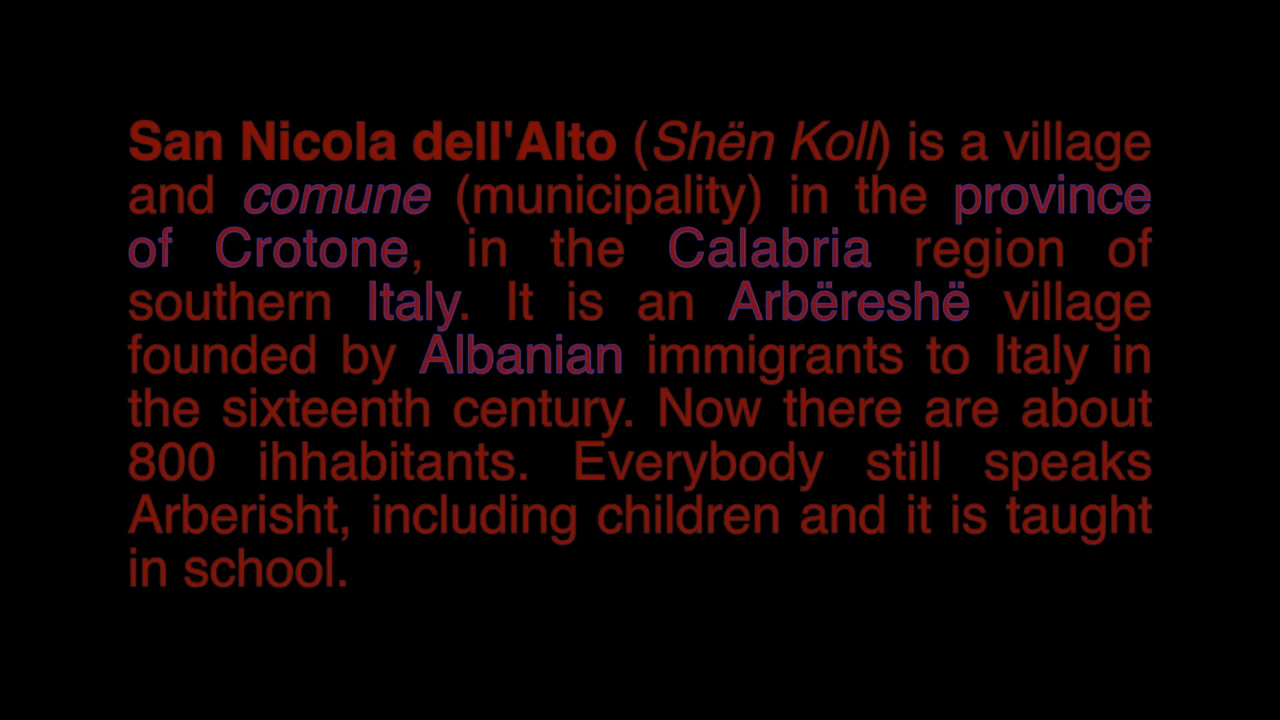 San Nicola dell'Alto (Shën Koll) is a village
and comune (municipality) in the province
of Crotone, in the Calabria region of
southern Italy. It is an Arbëreshë village
founded by Albanian immigrants to Italy in
the sixteenth century. Now there are about
800 ihhabitants. Everybody still speaks
Arberisht, including children and it is taught
in school.